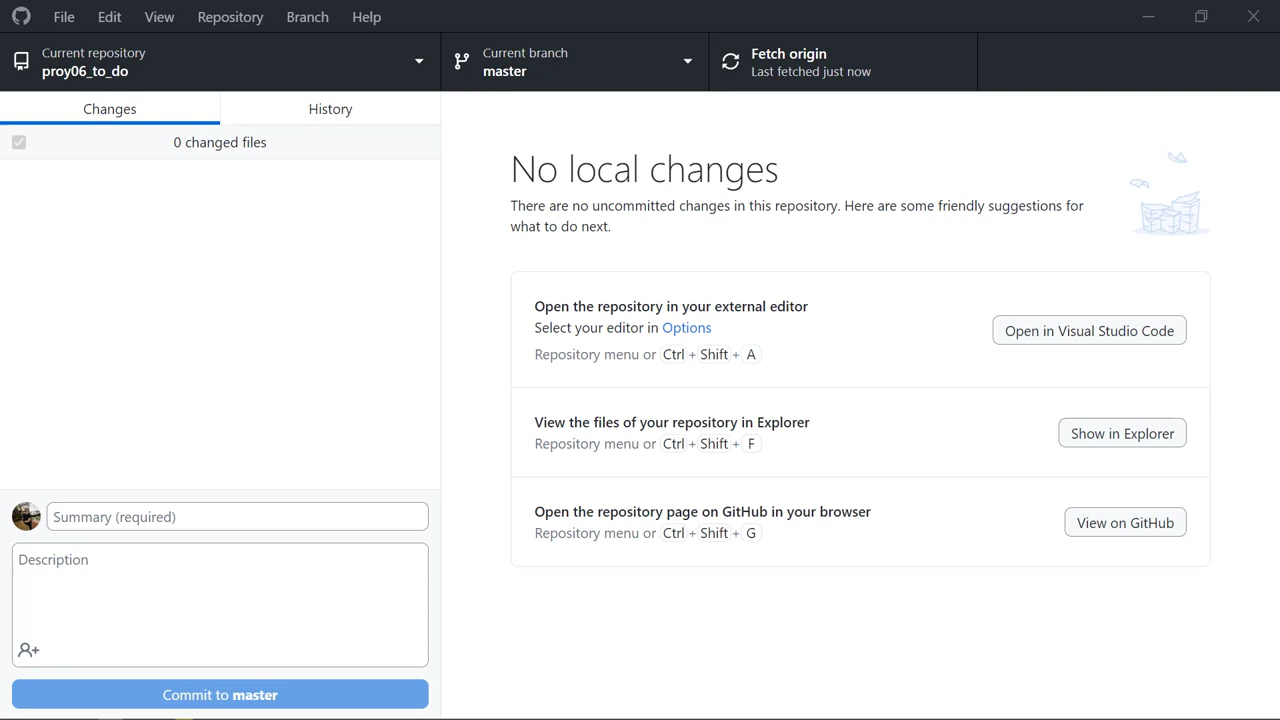 File Edit View Repository Branch Help
Current repository
proy06_to_do
Current branch
master
Fetch origin
Last fetched just now
Changes History
0 changed files
No local changes
There are no uncommitted changes in this repository. Here are some friendly suggestions for
what to do next.
Open the repository in your external editor
Select your editor in Options
Repository menu or Ctrl + Shift + A
Open in Visual Studio Code
View the files of your repository in Explorer
Repository menu or Ctrl + Shift + F
Show in Explorer
Open the repository page on GitHub in your browser
Repository menu or Ctrl + Shift + G
View on GitHub
Summary (required)
Description
Commit to master